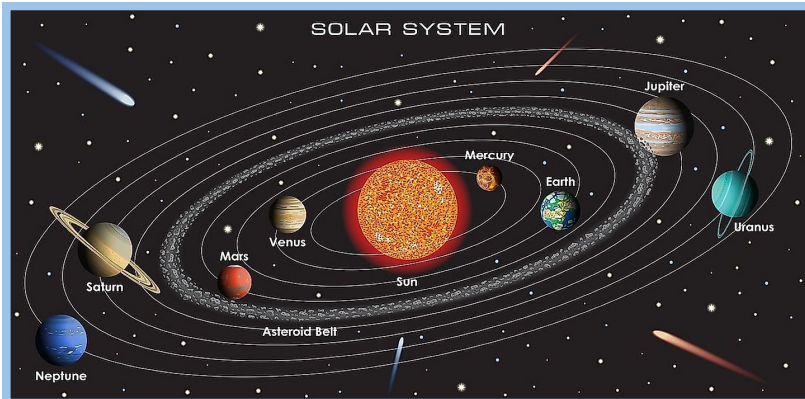 SOLAR SYSTEM
Jupiter
Mercury
Earth
Venus
Uranus
Mars
Sun
Saturn
Asteroid Belt
Neptune